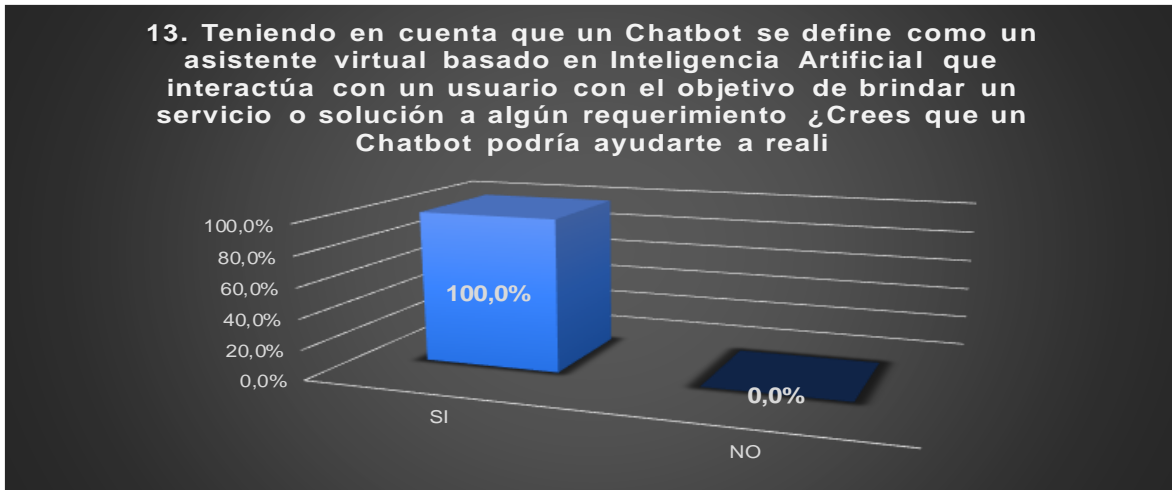 13. Teniendo en cuenta que un Chatbot se define como un
asistente virtual basado en Inteligencia Artificial que
interactúa con un usuario con el objetivo de brindar un
servicio o solución a algún requerimiento ¿Crees que un
Chatbot podría ayudarte a reali
100,0%
80,0%
60,0%
40,0%
20,0%
0,0%
100,0%
0,0%
SI
NO